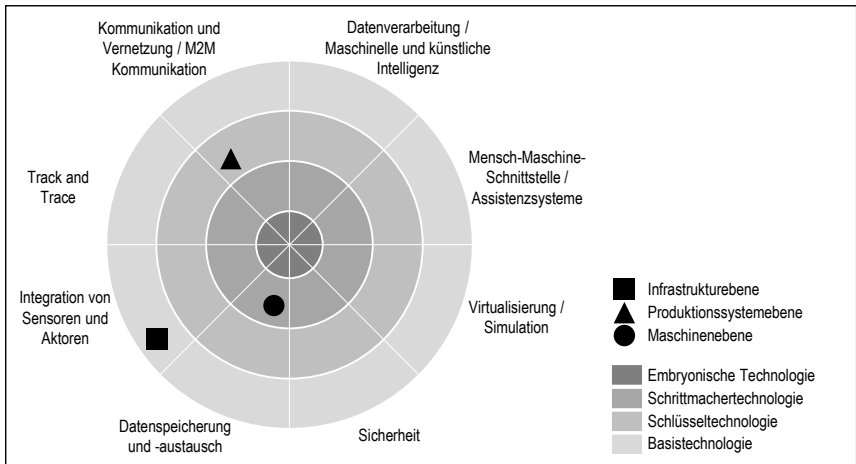 Kommunikation und
Vernetzung / M2M
Kommunikation
Datenverarbeitung /
Maschinelle und künstliche
Intelligenz
Track and
Trace
Mensch-Maschine-
Schnittstelle /
Assistenzsysteme
Integration von
Sensoren und
Aktoren
Virtualisierung /
Simulation
Datenspeicherung
und -austausch
Sicherheit
Infrastrukturebene
Produktionssystemebene
Maschinenebene
Embryonische Technologie
Schrittmachertechnologie
Schlüsseltechnologie
Basistechnologie